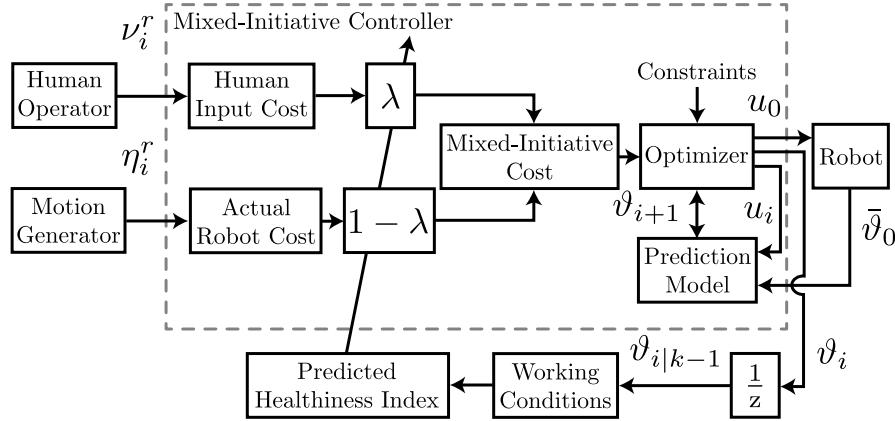 Mixed-Initiative Controller
ν_i^r
Human
Operator
Human
Input Cost
λ
Constraints
u_0
Mixed-Initiative
Cost
Optimizer
Robot
η_i^r
Motion
Generator
Actual
Robot Cost
1 − λ
ϑ_{i+1}
u_i
ϑ̄_0
Prediction
Model
ϑ_{i|k−1}
ϑ_i
Predicted
Healthiness Index
Working
Conditions
1
z